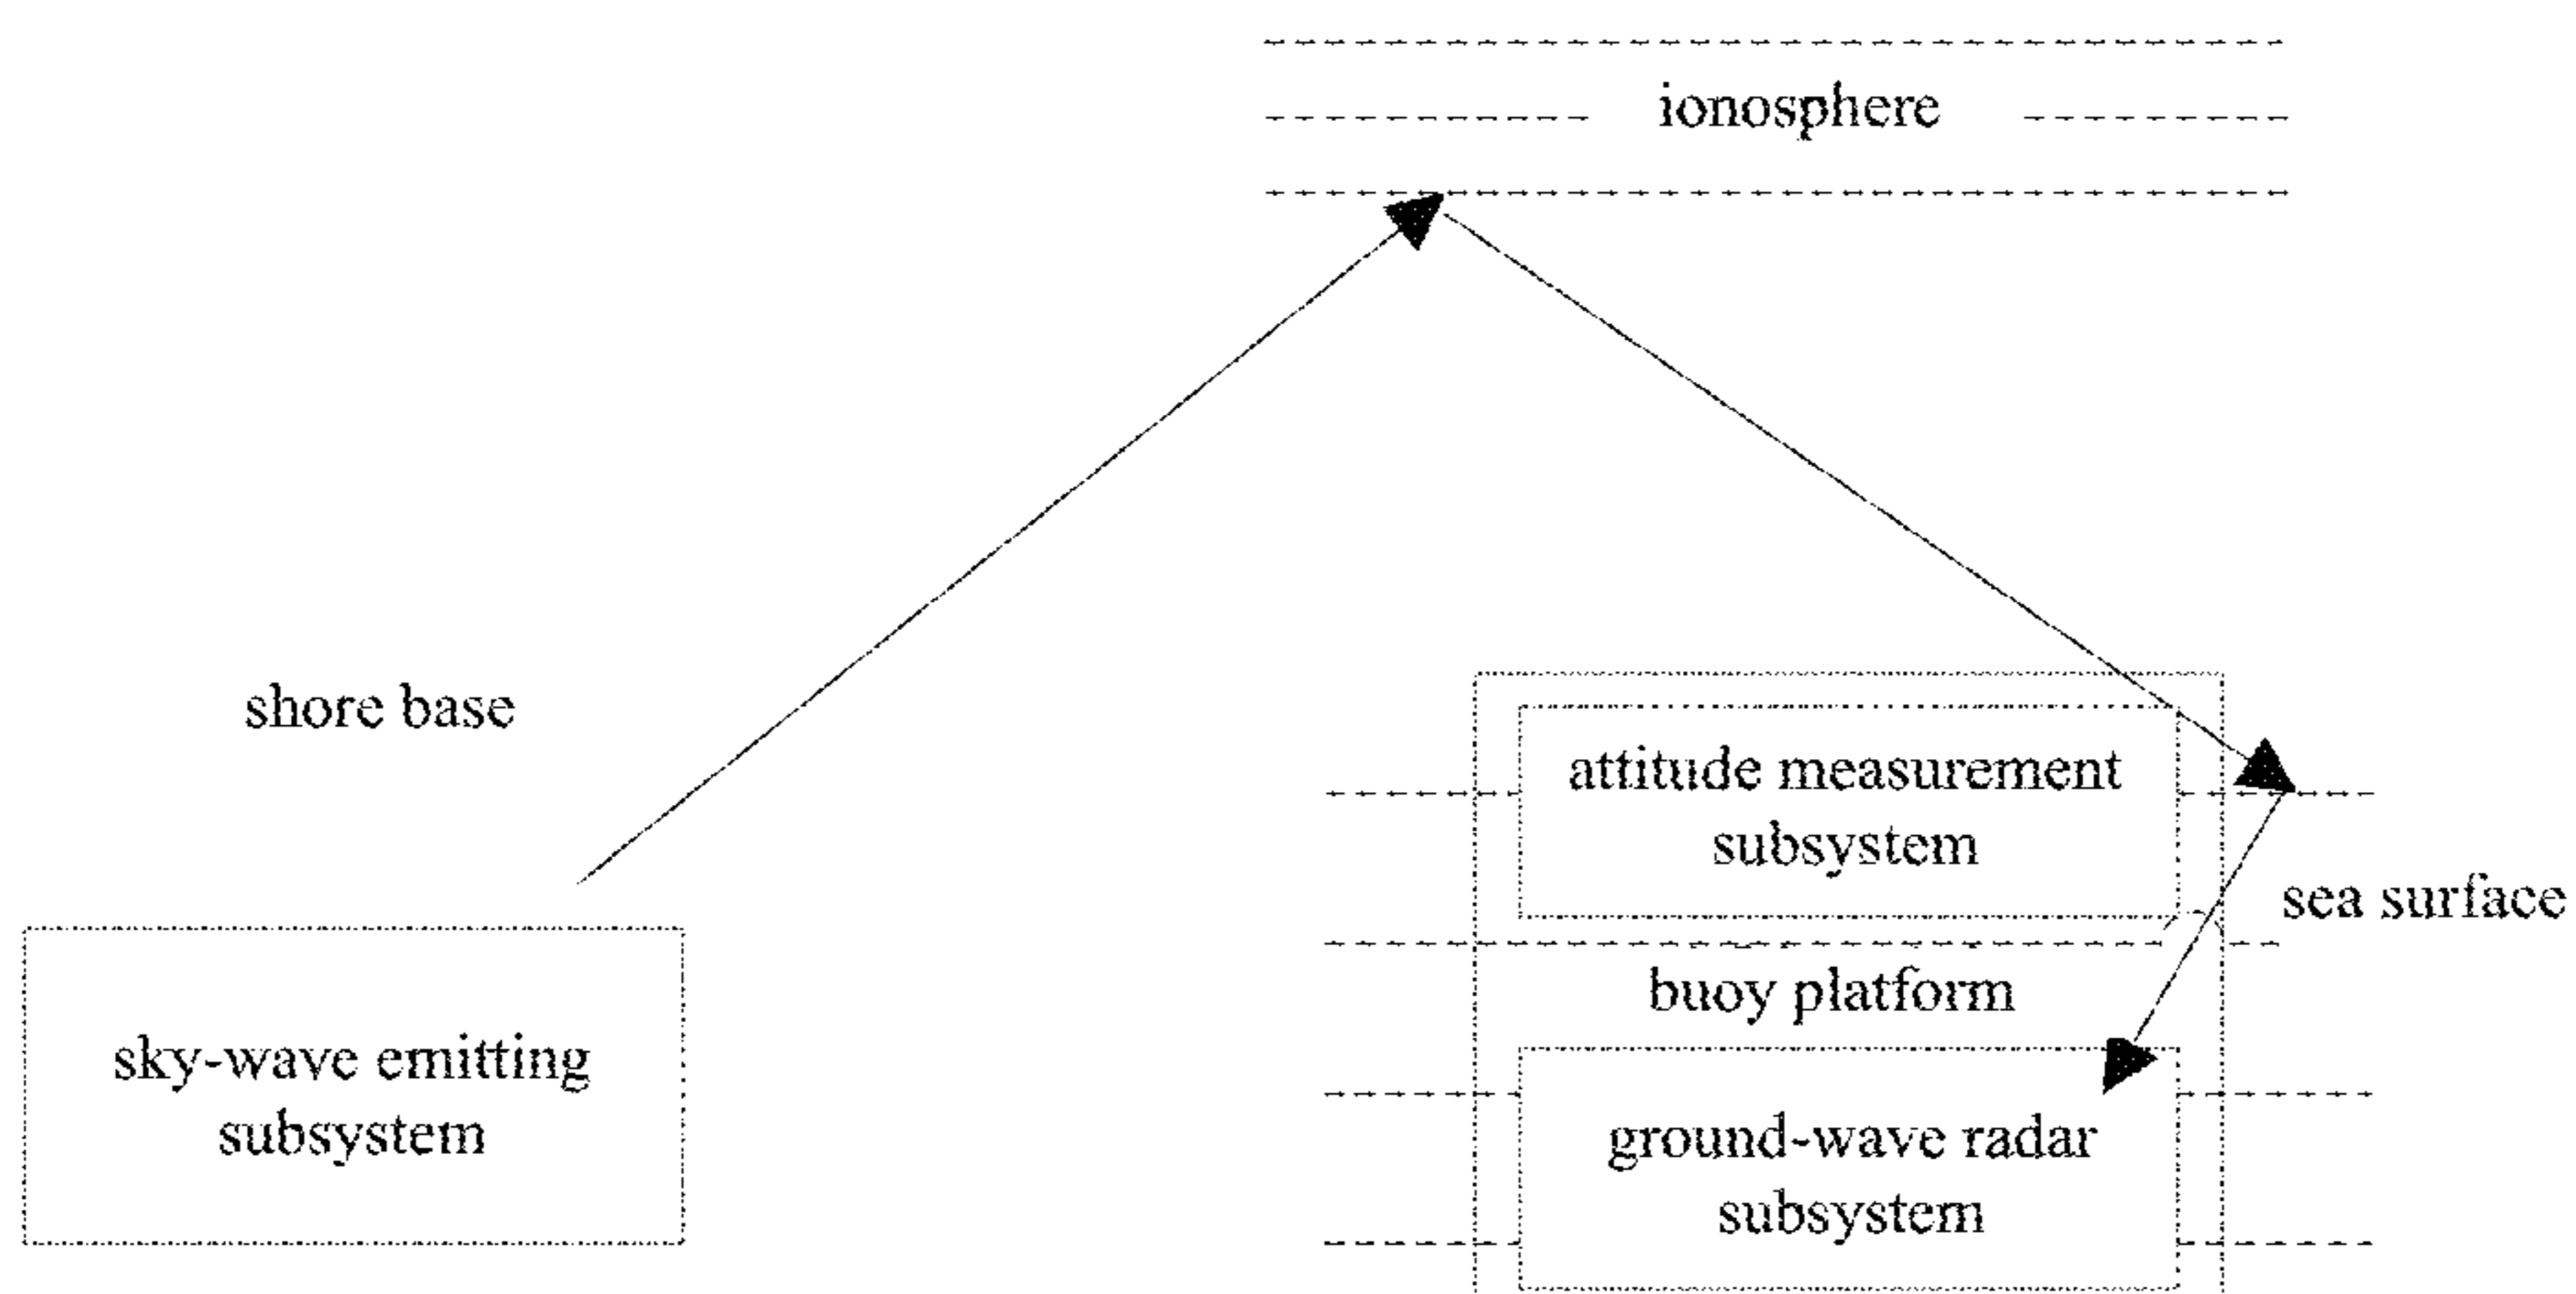 ionosphere
shore base
attitude measurement
subsystem
sea surface
buoy platform
sky-wave emitting
subsystem
ground-wave radar
subsystem